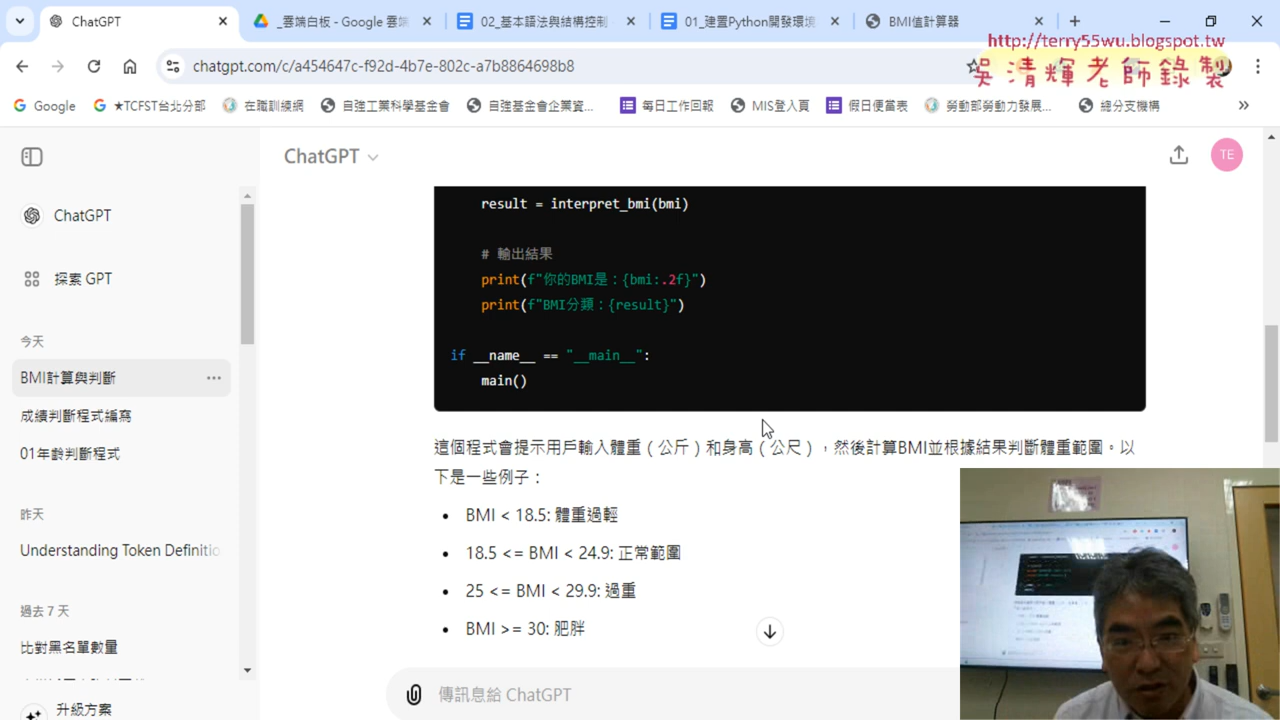 ChatGPT
_雲端白板 - Google 雲端
02_基本語法與結構控制
01_建置Python開發環境
BMI值計算器
http://terry55wu.blogspot.tw
chatgpt.com/c/a454647c-f92d-4b7e-802c-a7b8864698b8
吳清輝老師錄製
Google
★TCFST台北分部
在職訓練網
自強工業科學基金會
自強基金會企業資...
每日工作回報
MIS登入頁
假日便當表
勞動部勞動力發展...
總分支機構
»
ChatGPT
TE
ChatGPT
探索 GPT
今天
BMI計算與判斷
成績判斷程式編寫
01年齡判斷程式
昨天
Understanding Token Definitio
過去 7 天
比對黑名單數量
升級方案
result = interpret_bmi(bmi)
# 輸出結果
print(f"你的BMI是：{bmi:.2f}")
print(f"BMI分類：{result}")
if __name__ == "__main__":
main()
這個程式會提示用戶輸入體重（公斤）和身高（公尺），然後計算BMI並根據結果判斷體重範圍。以
下是一些例子：
• BMI < 18.5: 體重過輕
• 18.5 <= BMI < 24.9: 正常範圍
• 25 <= BMI < 29.9: 過重
• BMI >= 30: 肥胖
傳訊息給 ChatGPT